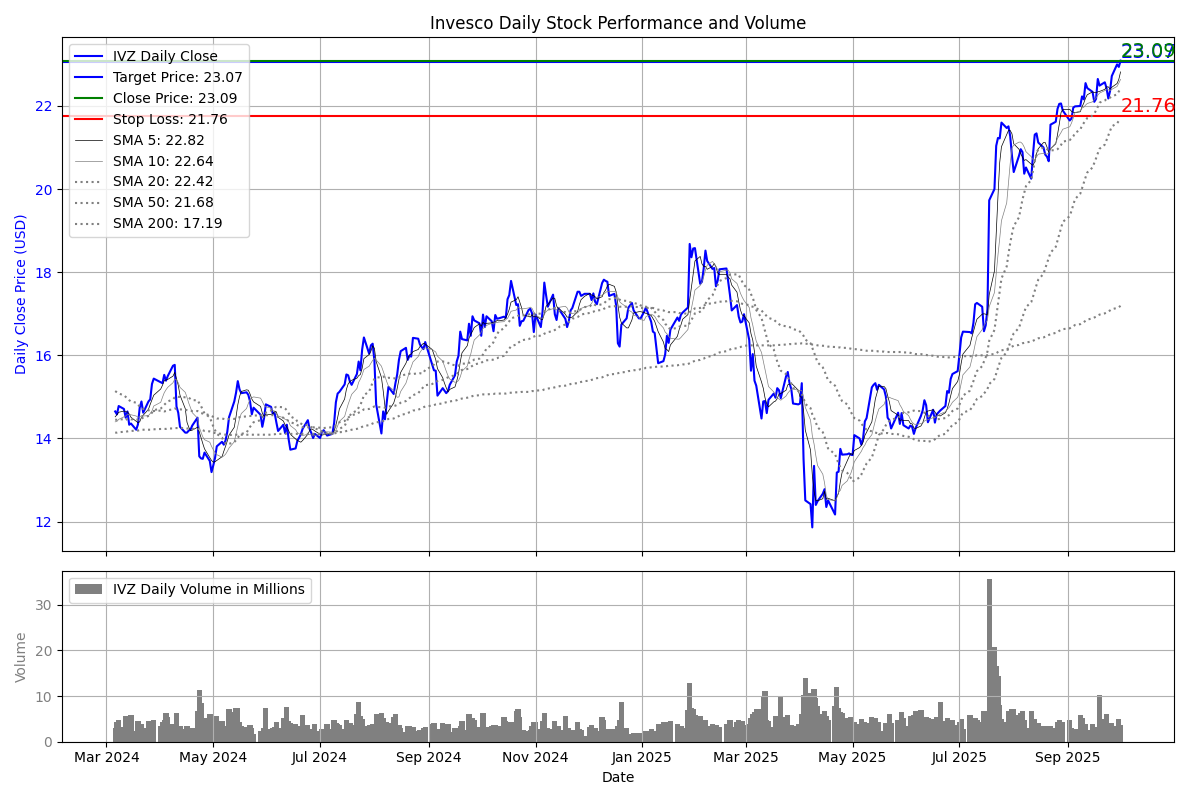 Invesco Daily Stock Performance and Volume
23.07
23.09
21.76
IVZ Daily Close
Target Price: 23.07
Close Price: 23.09
Stop Loss: 21.76
SMA 5: 22.82
SMA 10: 22.64
SMA 20: 22.42
SMA 50: 21.68
SMA 200: 17.19
Daily Close Price (USD)
22
20
18
16
14
12
IVZ Daily Volume in Millions
Volume
30
20
10
0
Mar 2024 May 2024 Jul 2024 Sep 2024 Nov 2024 Jan 2025 Mar 2025 May 2025 Jul 2025 Sep 2025
Date